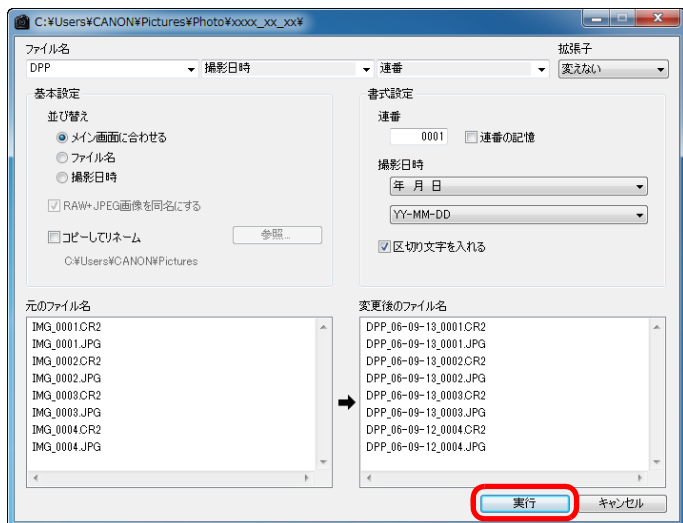 C:¥Users¥CANON¥Pictures¥Photo¥xxxx_xx_xx¥
ファイル名 拡張子
DPP 撮影日時 連番 変えない
基本設定
並び替え
メイン画面に合わせる
ファイル名
撮影日時
RAW+JPEG画像を同名にする
コピーしてリネーム 参照...
C:¥Users¥CANON¥Pictures
書式設定
連番
0001 連番の記憶
撮影日時
年 月 日
YY-MM-DD
区切り文字を入れる
元のファイル名
IMG_0001.CR2
IMG_0001.JPG
IMG_0002.CR2
IMG_0002.JPG
IMG_0003.CR2
IMG_0003.JPG
IMG_0004.CR2
IMG_0004.JPG
変更後のファイル名
DPP_06-09-13_0001.CR2
DPP_06-09-13_0001.JPG
DPP_06-09-13_0002.CR2
DPP_06-09-13_0002.JPG
DPP_06-09-13_0003.CR2
DPP_06-09-13_0003.JPG
DPP_06-09-12_0004.CR2
DPP_06-09-12_0004.JPG
実行 キャンセル